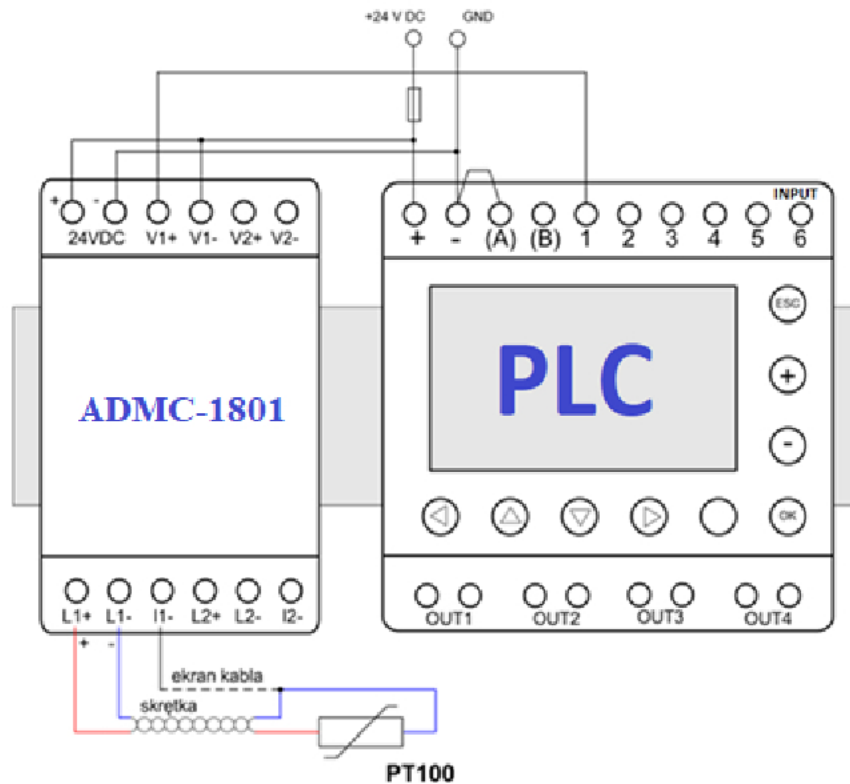 +24 V DC GND
INPUT
+ - 
24VDC V1+ V1- V2+ V2-
+ - (A) (B) 1 2 3 4 5 6
ESC
PLC
+
ADMC-1801
-
OK
L1+ L1- I1- L2+ L2- I2-
OUT1 OUT2 OUT3 OUT4
+ -
ekran kabla
skrętka
PT100